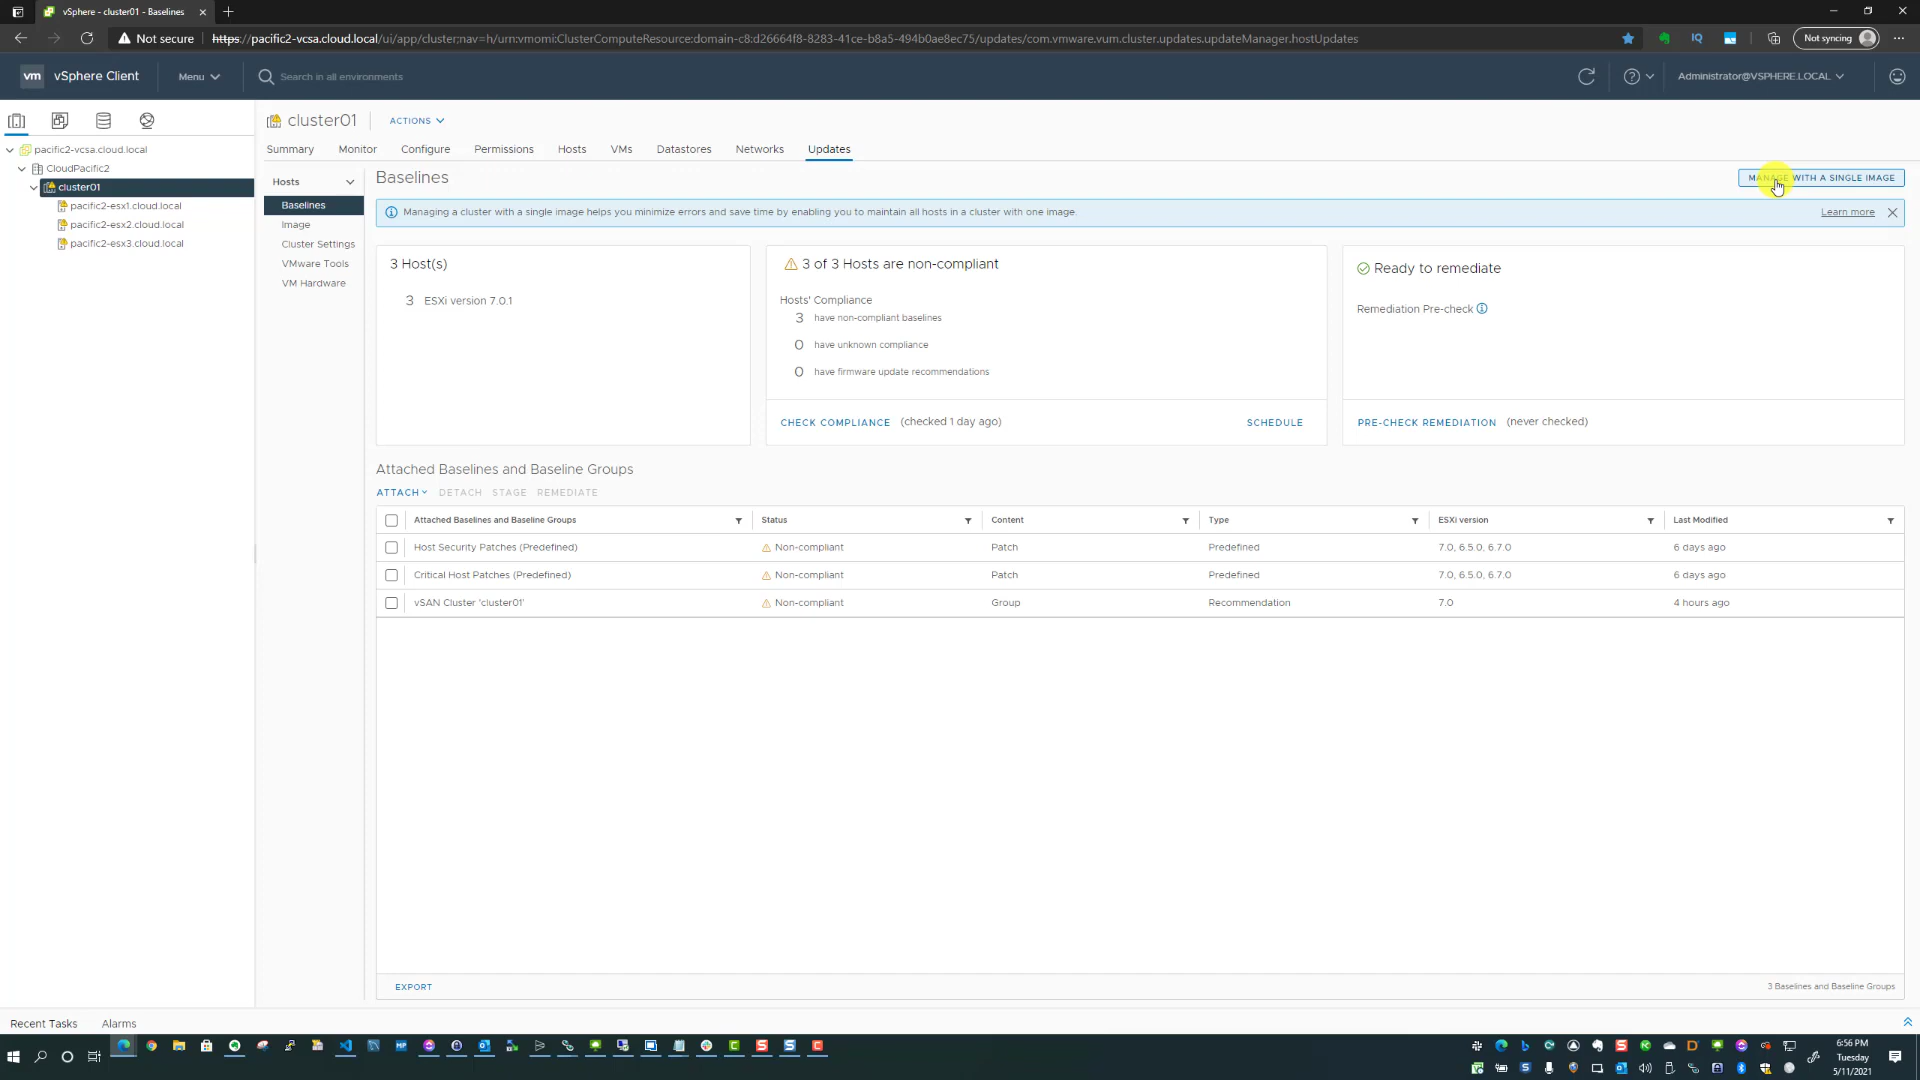 vSphere - cluster01 - Baselines
Not secure
https://pacific2-vcsa.cloud.local/ui/app/cluster;nav=h/urn:vmomi:ClusterComputeResource:domain-c8:d26664f8-8283-41ce-b8a5-494b0ae8ec75/updates/com.vmware.vum.cluster.updates.updateManager.hostUpdates
Not syncing
vm vSphere Client
Menu
Search in all environments
Administrator@VSPHERE.LOCAL
cluster01
ACTIONS
Summary Monitor Configure Permissions Hosts VMs Datastores Networks Updates
pacific2-vcsa.cloud.local
CloudPacific2
cluster01
pacific2-esx1.cloud.local
pacific2-esx2.cloud.local
pacific2-esx3.cloud.local
Hosts
Baselines
Image
Cluster Settings
VMware Tools
VM Hardware
Baselines
MANAGE WITH A SINGLE IMAGE
Managing a cluster with a single image helps you minimize errors and save time by enabling you to maintain all hosts in a cluster with one image.
Learn more
3 Host(s)
3 ESXi version 7.0.1
3 of 3 Hosts are non-compliant
Hosts' Compliance
3 have non-compliant baselines
0 have unknown compliance
0 have firmware update recommendations
CHECK COMPLIANCE (checked 1 day ago)
SCHEDULE
Ready to remediate
Remediation Pre-check
PRE-CHECK REMEDIATION (never checked)
Attached Baselines and Baseline Groups
ATTACH DETACH STAGE REMEDIATE
Attached Baselines and Baseline Groups Status Content Type ESXi version Last Modified
Host Security Patches (Predefined) Non-compliant Patch Predefined 7.0, 6.5.0, 6.7.0 6 days ago
Critical Host Patches (Predefined) Non-compliant Patch Predefined 7.0, 6.5.0, 6.7.0 6 days ago
vSAN Cluster 'cluster01' Non-compliant Group Recommendation 7.0 4 hours ago
EXPORT
3 Baselines and Baseline Groups
Recent Tasks Alarms
6:56 PM
Tuesday
5/11/2021